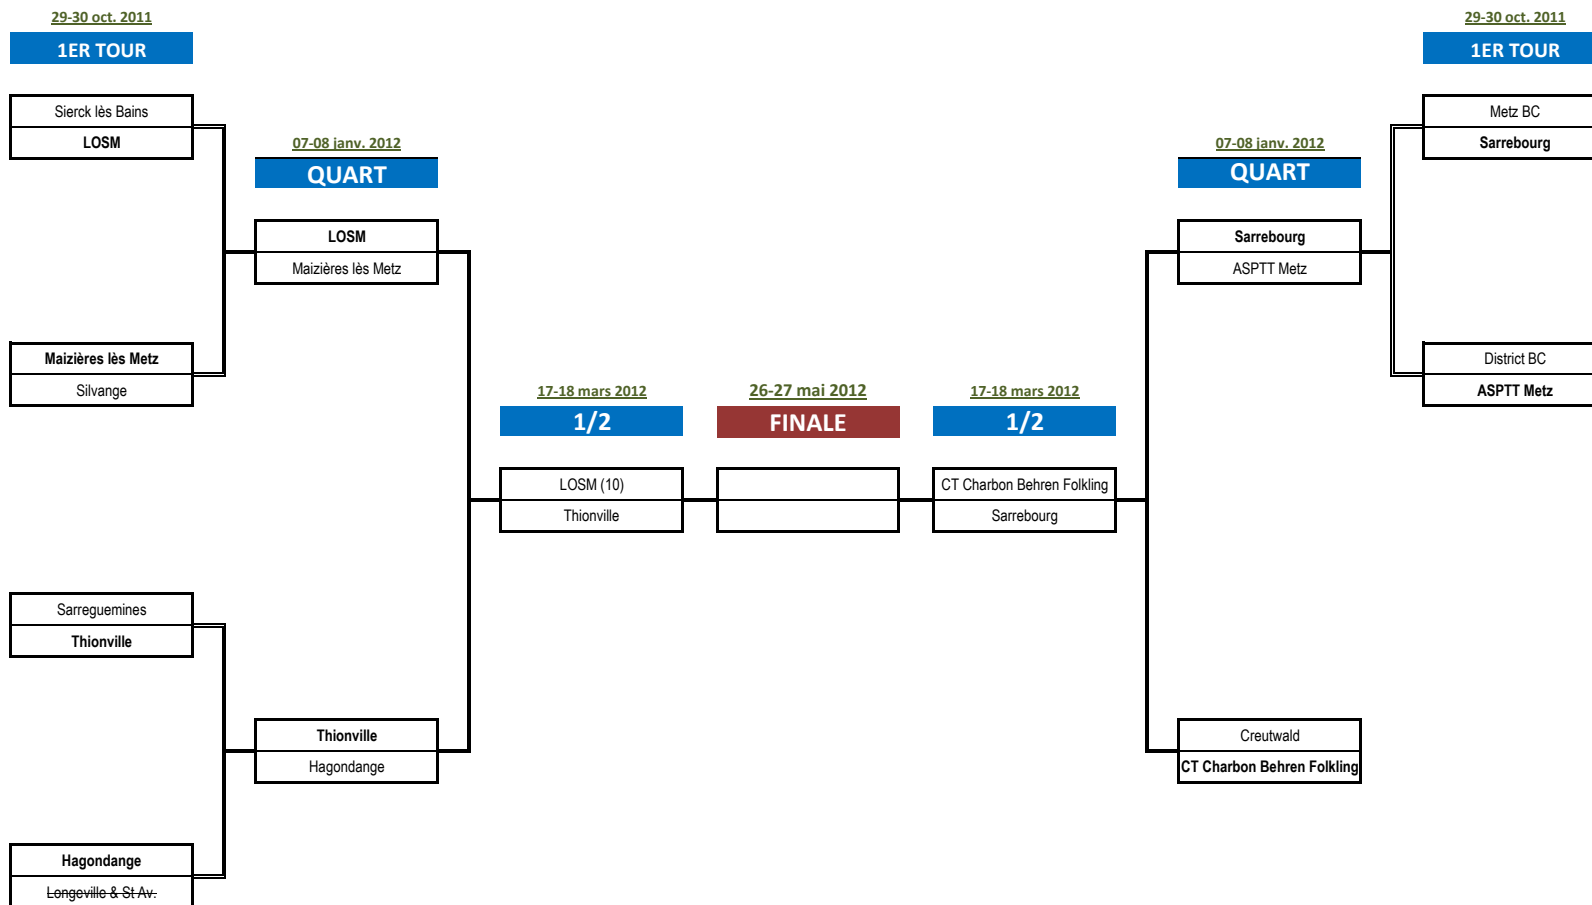 29-30 oct. 2011
1ER TOUR
29-30 oct. 2011
1ER TOUR
Sierck lès Bains
LOSM
Metz BC
Sarrebourg
07-08 janv. 2012
QUART
07-08 janv. 2012
QUART
LOSM
Maizières lès Metz
Sarrebourg
ASPTT Metz
Maizières lès Metz
Silvange
District BC
ASPTT Metz
17-18 mars 2012
1/2
26-27 mai 2012
FINALE
17-18 mars 2012
1/2
LOSM (10)
Thionville
CT Charbon Behren Folkling
Sarrebourg
Sarreguemines
Thionville
Thionville
Hagondange
Creutwald
CT Charbon Behren Folkling
Hagondange
Longeville & St Av.